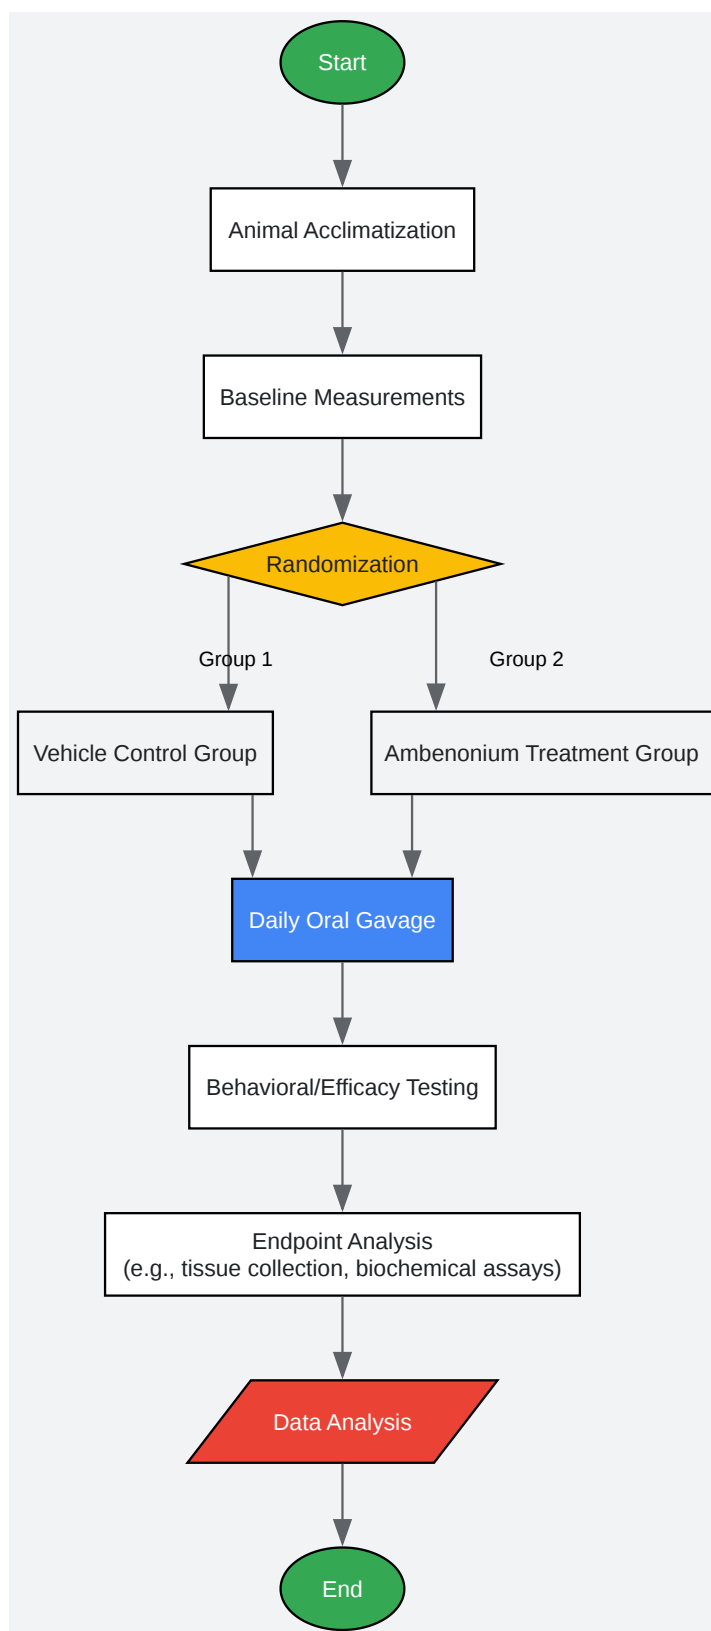 Start
Animal Acclimatization
Baseline Measurements
Randomization
Group 1
Group 2
Vehicle Control Group
Ambenonium Treatment Group
Daily Oral Gavage
Behavioral/Efficacy Testing
Endpoint Analysis
(e.g., tissue collection, biochemical assays)
Data Analysis
End